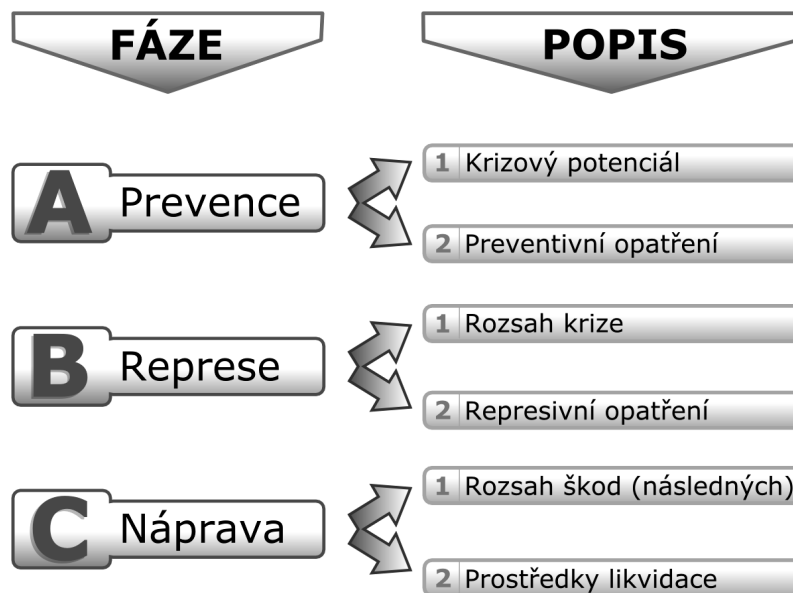 FÁZE
POPIS
A Prevence
1 Krizový potenciál
2 Preventivní opatření
B Represe
1 Rozsah krize
2 Represivní opatření
C Náprava
1 Rozsah škod (následných)
2 Prostředky likvidace